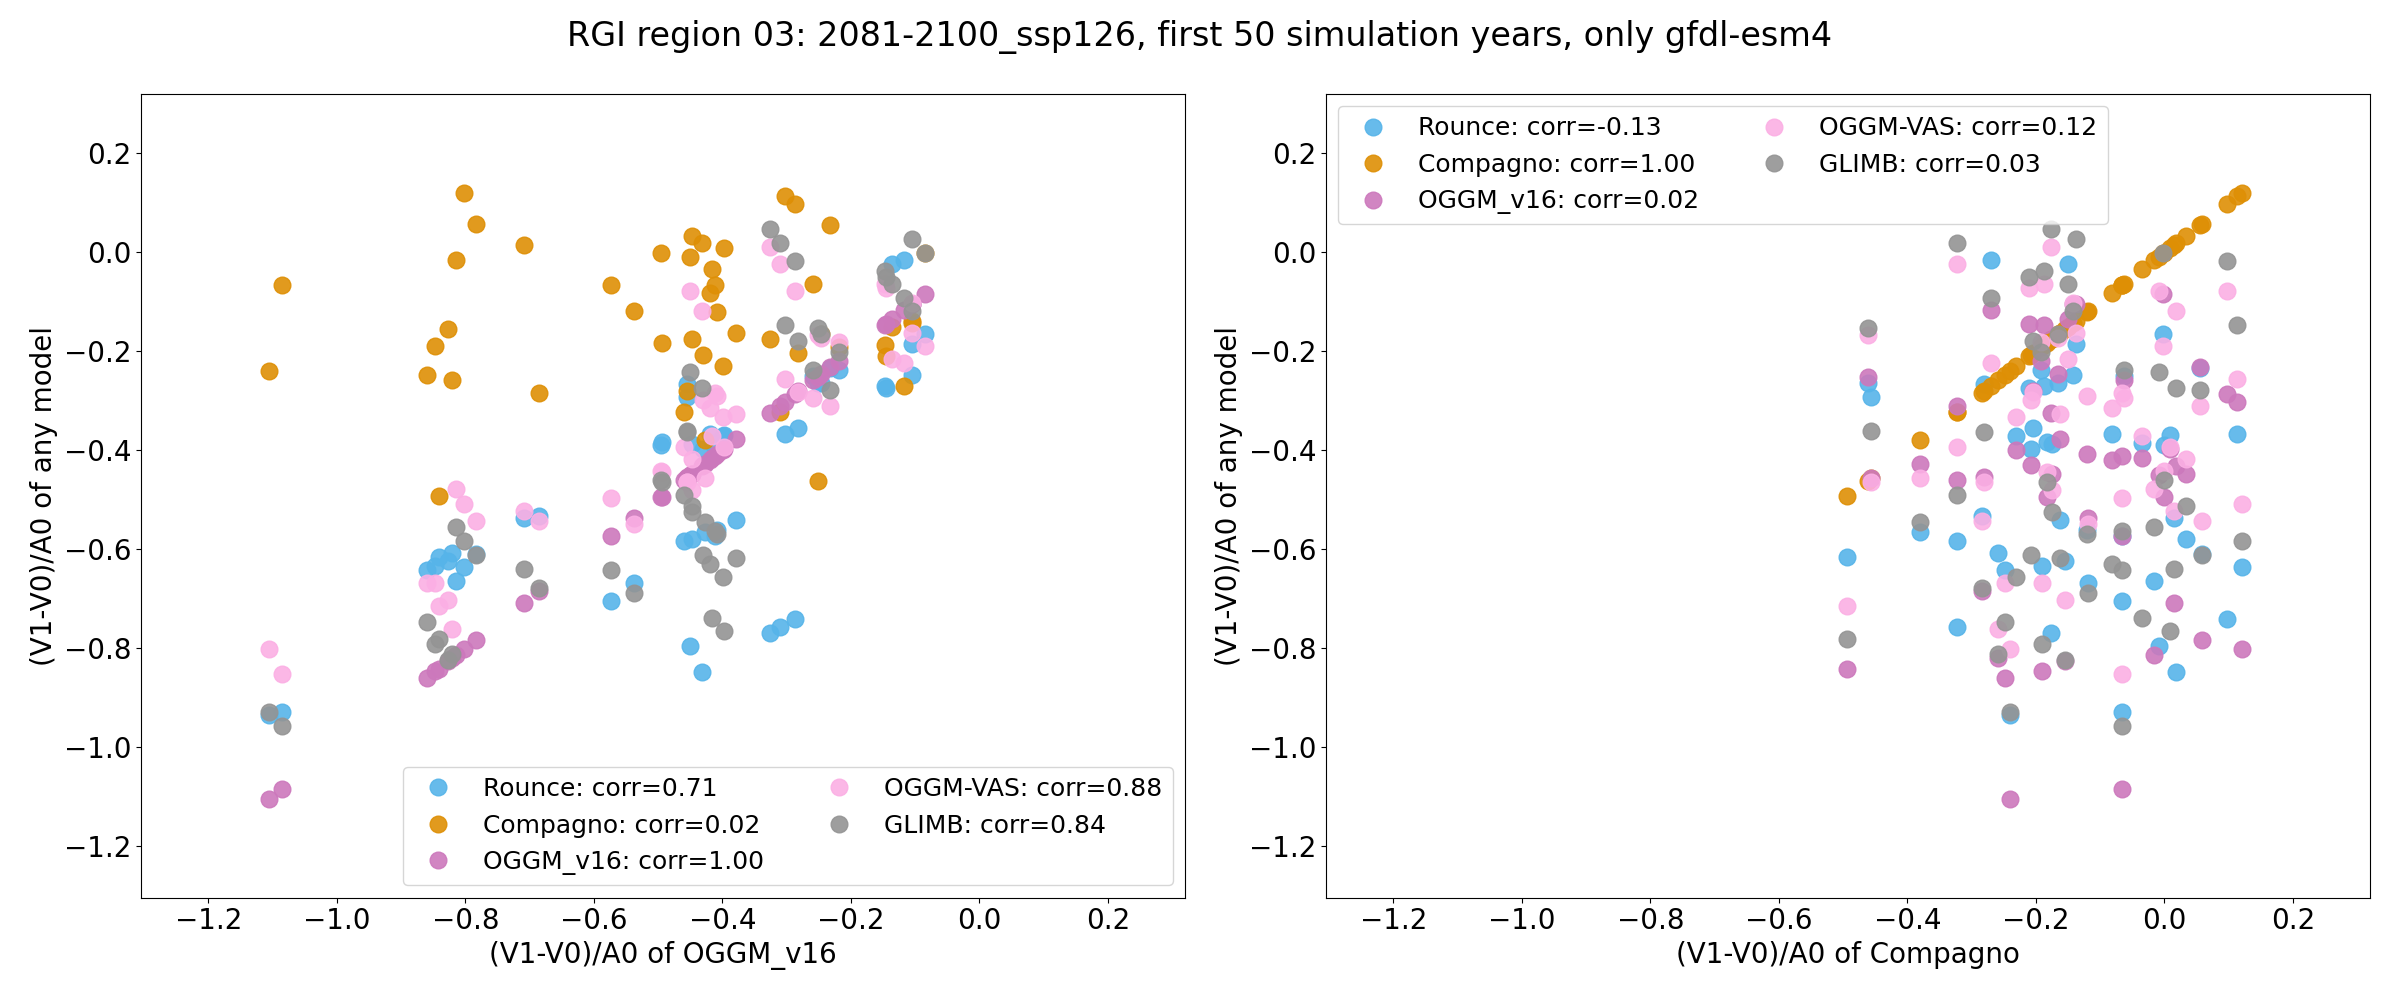 RGI region 03: 2081-2100_ssp126, first 50 simulation years, only gfdl-esm4
(V1-V0)/A0 of any model
0.2
0.0
−0.2
−0.4
−0.6
−0.8
−1.0
−1.2
Rounce: corr=0.71
Compagno: corr=0.02
OGGM_v16: corr=1.00
OGGM-VAS: corr=0.88
GLIMB: corr=0.84
−1.2 −1.0 −0.8 −0.6 −0.4 −0.2 0.0 0.2
(V1-V0)/A0 of OGGM_v16
(V1-V0)/A0 of any model
0.2
0.0
−0.2
−0.4
−0.6
−0.8
−1.0
−1.2
Rounce: corr=-0.13
Compagno: corr=1.00
OGGM_v16: corr=0.02
OGGM-VAS: corr=0.12
GLIMB: corr=0.03
−1.2 −1.0 −0.8 −0.6 −0.4 −0.2 0.0 0.2
(V1-V0)/A0 of Compagno